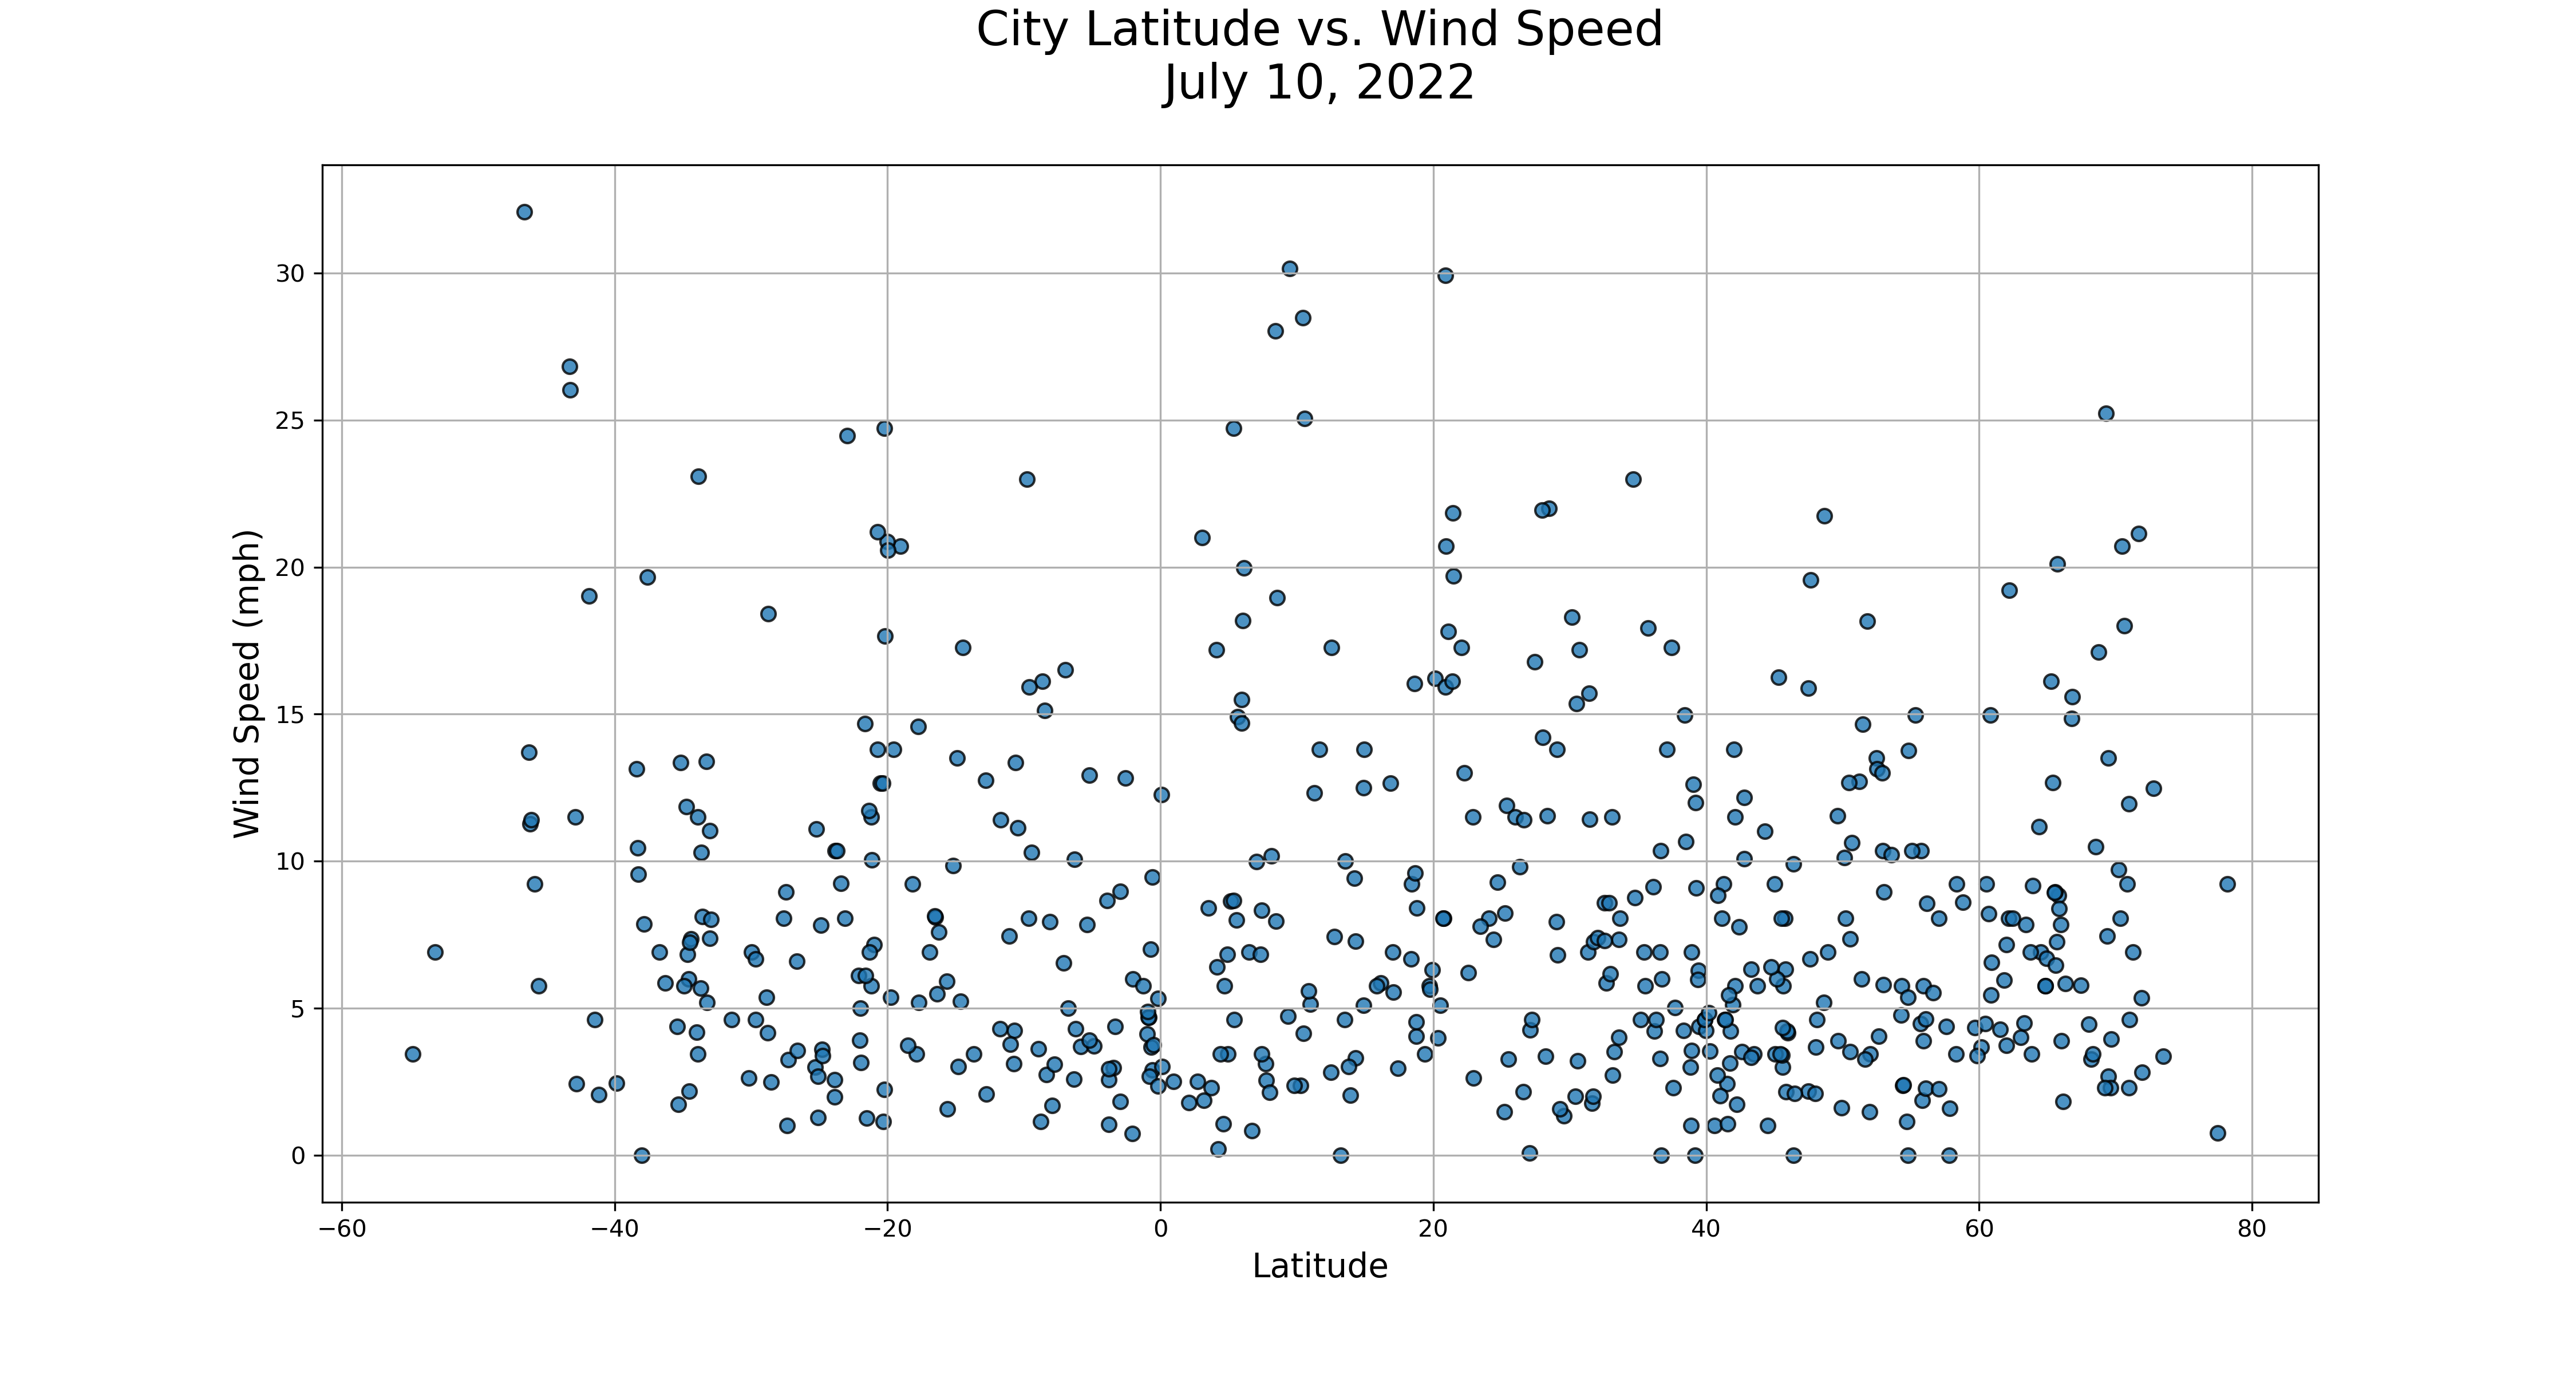 City Latitude vs. Wind Speed
July 10, 2022
Wind Speed (mph)
30
25
20
15
10
5
0
−60 −40 −20 0 20 40 60 80
Latitude